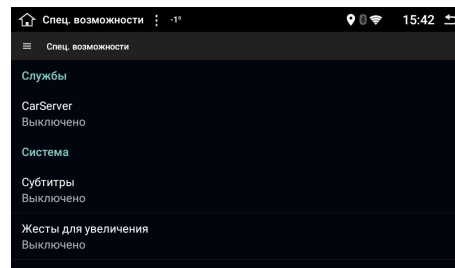 Спец. возможности -1° 15:42
Спец. возможности
Службы
CarServer
Выключено
Система
Субтитры
Выключено
Жесты для увеличения
Выключено